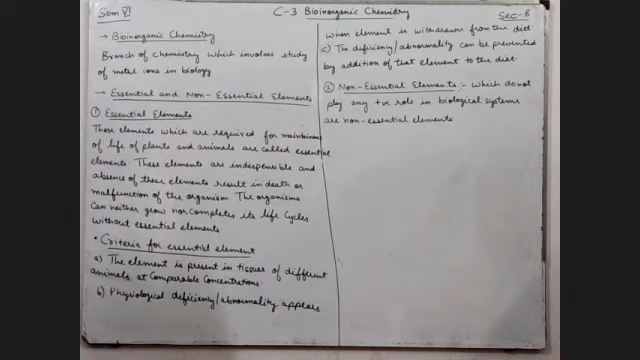 Sem VI
C-3 Bioinorganic Chemistry
Sec-B
→ Bioinorganic Chemistry
Branch of chemistry which involves study
of metal ions in biology
→ Essential and Non-Essential Elements
① Essential Elements
Those elements which are required for maintainence
of life of plants and animals are called essential
elements. These elements are indespensible and
absence of these elements result in death or
malfunction of the organism. The organisms
can neither grow nor completes its life cycles
without essential elements.
• Criteria for essential element
a) The element is present in tissues of different
animals at Comparable Concentrations.
b) Physiological deficiency/abnormality appears
when element is withdrawn from the diet.
c) The deficiency/abnormality can be prevented
by addition of that element to the diet.
② Non-Essential Elements :- which do not
play any +ve role in biological systems
are non-essential elements